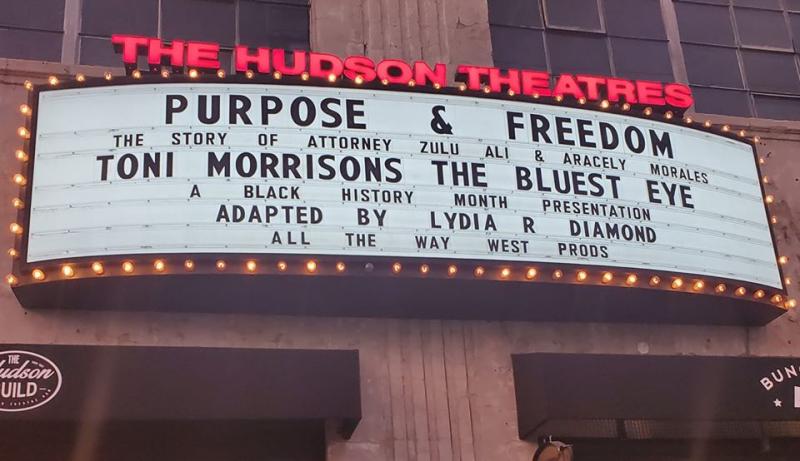 THE HUDSON THEATRES
PURPOSE & FREEDOM
THE STORY OF ATTORNEY ZULU ALI & ARACELY MORALES
TONI MORRISONS THE BLUEST EYE
A BLACK HISTORY MONTH PRESENTATION
ADAPTED BY LYDIA R DIAMOND
ALL THE WAY WEST PRODS
THE
Hudson
GUILD